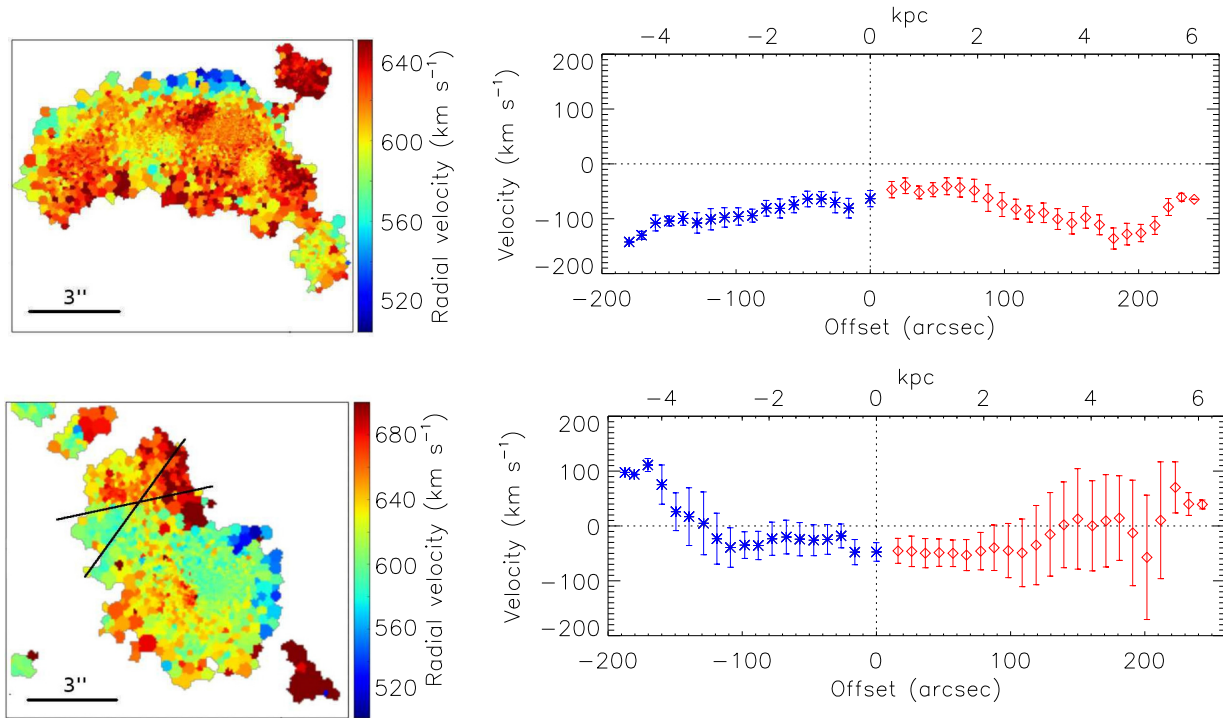 640
600
560
520
Radial velocity (km s⁻¹)
3''
kpc
−4 −2 0 2 4 6
200
100
0
−100
−200
Velocity (km s⁻¹)
−200 −100 0 100 200
Offset (arcsec)
680
640
600
560
520
Radial velocity (km s⁻¹)
3''
kpc
−4 −2 0 2 4 6
200
100
0
−100
−200
Velocity (km s⁻¹)
−200 −100 0 100 200
Offset (arcsec)